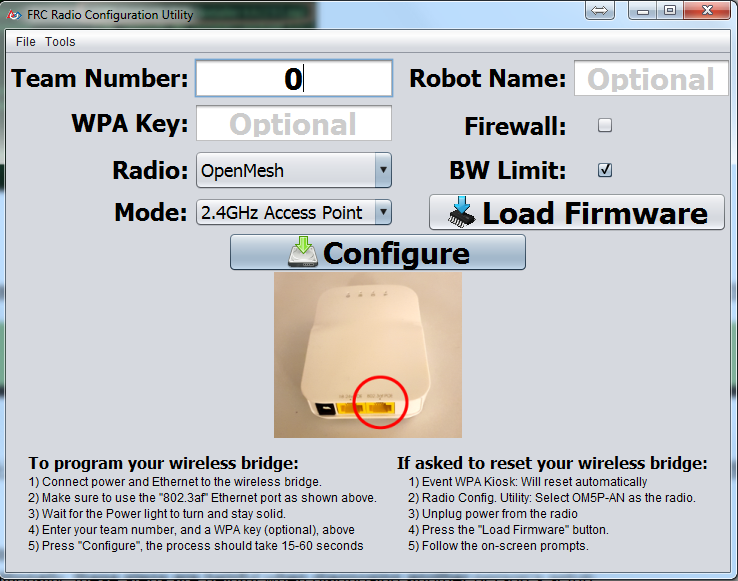 FRC Radio Configuration Utility
File Tools
Team Number: 0 Robot Name: Optional
WPA Key: Optional Firewall:
Radio: OpenMesh BW Limit:
Mode: 2.4GHz Access Point Load Firmware
Configure
To program your wireless bridge:
1) Connect power and Ethernet to the wireless bridge.
2) Make sure to use the "802.3af" Ethernet port as shown above.
3) Wait for the Power light to turn and stay solid.
4) Enter your team number, and a WPA key (optional), above
5) Press "Configure", the process should take 15-60 seconds
If asked to reset your wireless bridge:
1) Event WPA Kiosk: Will reset automatically
2) Radio Config. Utility: Select OM5P-AN as the radio.
3) Unplug power from the radio
4) Press the "Load Firmware" button.
5) Follow the on-screen prompts.